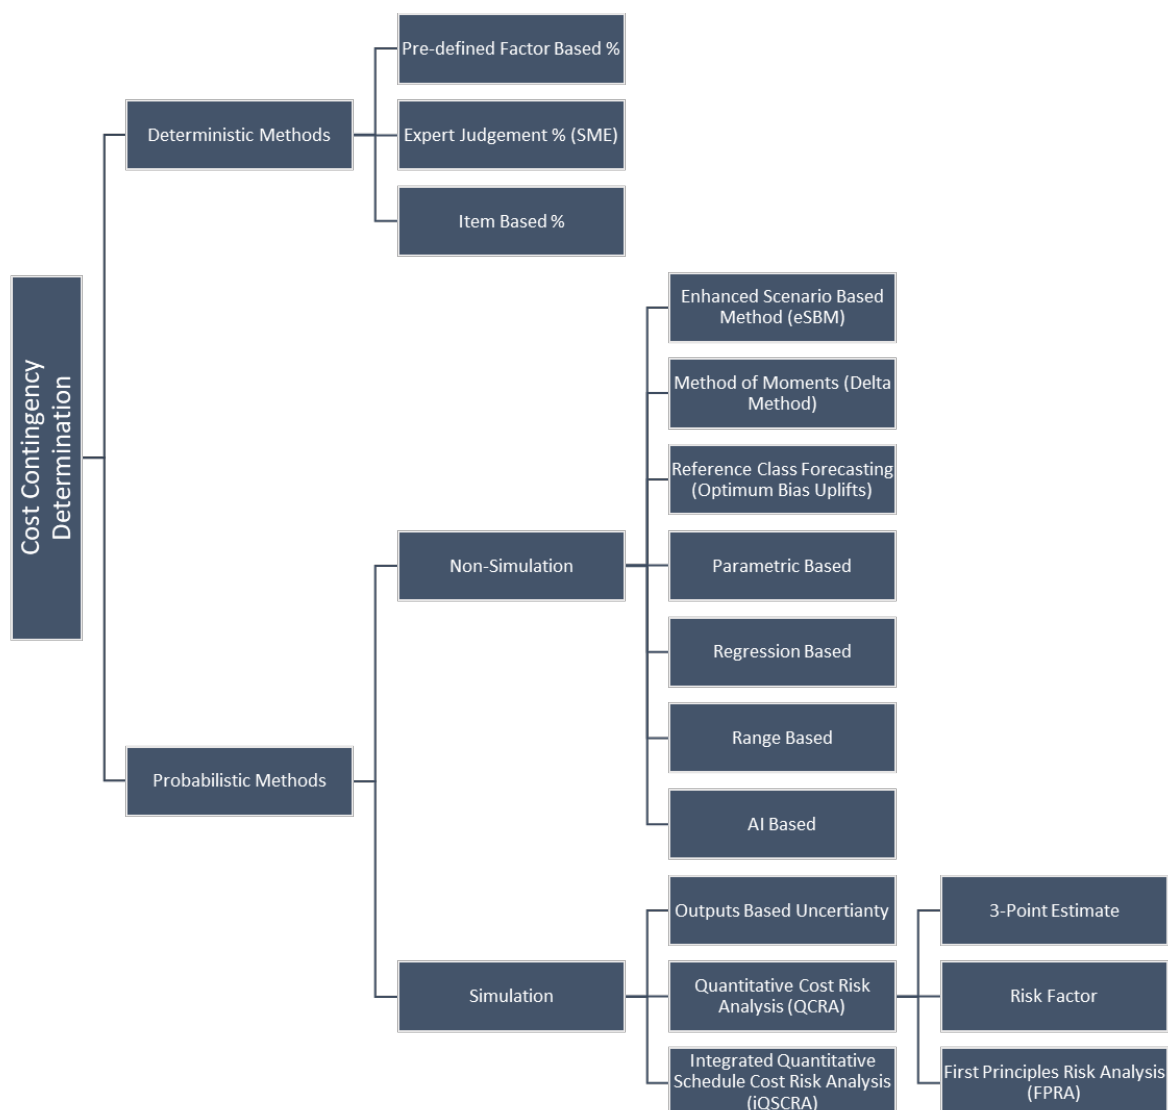 Cost Contingency
Determination
Deterministic Methods
Pre-defined Factor Based %
Expert Judgement % (SME)
Item Based %
Probabilistic Methods
Non-Simulation
Enhanced Scenario Based
Method (eSBM)
Method of Moments (Delta
Method)
Reference Class Forecasting
(Optimum Bias Uplifts)
Parametric Based
Regression Based
Range Based
AI Based
Simulation
Outputs Based Uncertianty
Quantitative Cost Risk
Analysis (QCRA)
3-Point Estimate
Risk Factor
First Principles Risk Analysis
(FPRA)
Integrated Quantitative
Schedule Cost Risk Analysis
(iQSCRA)